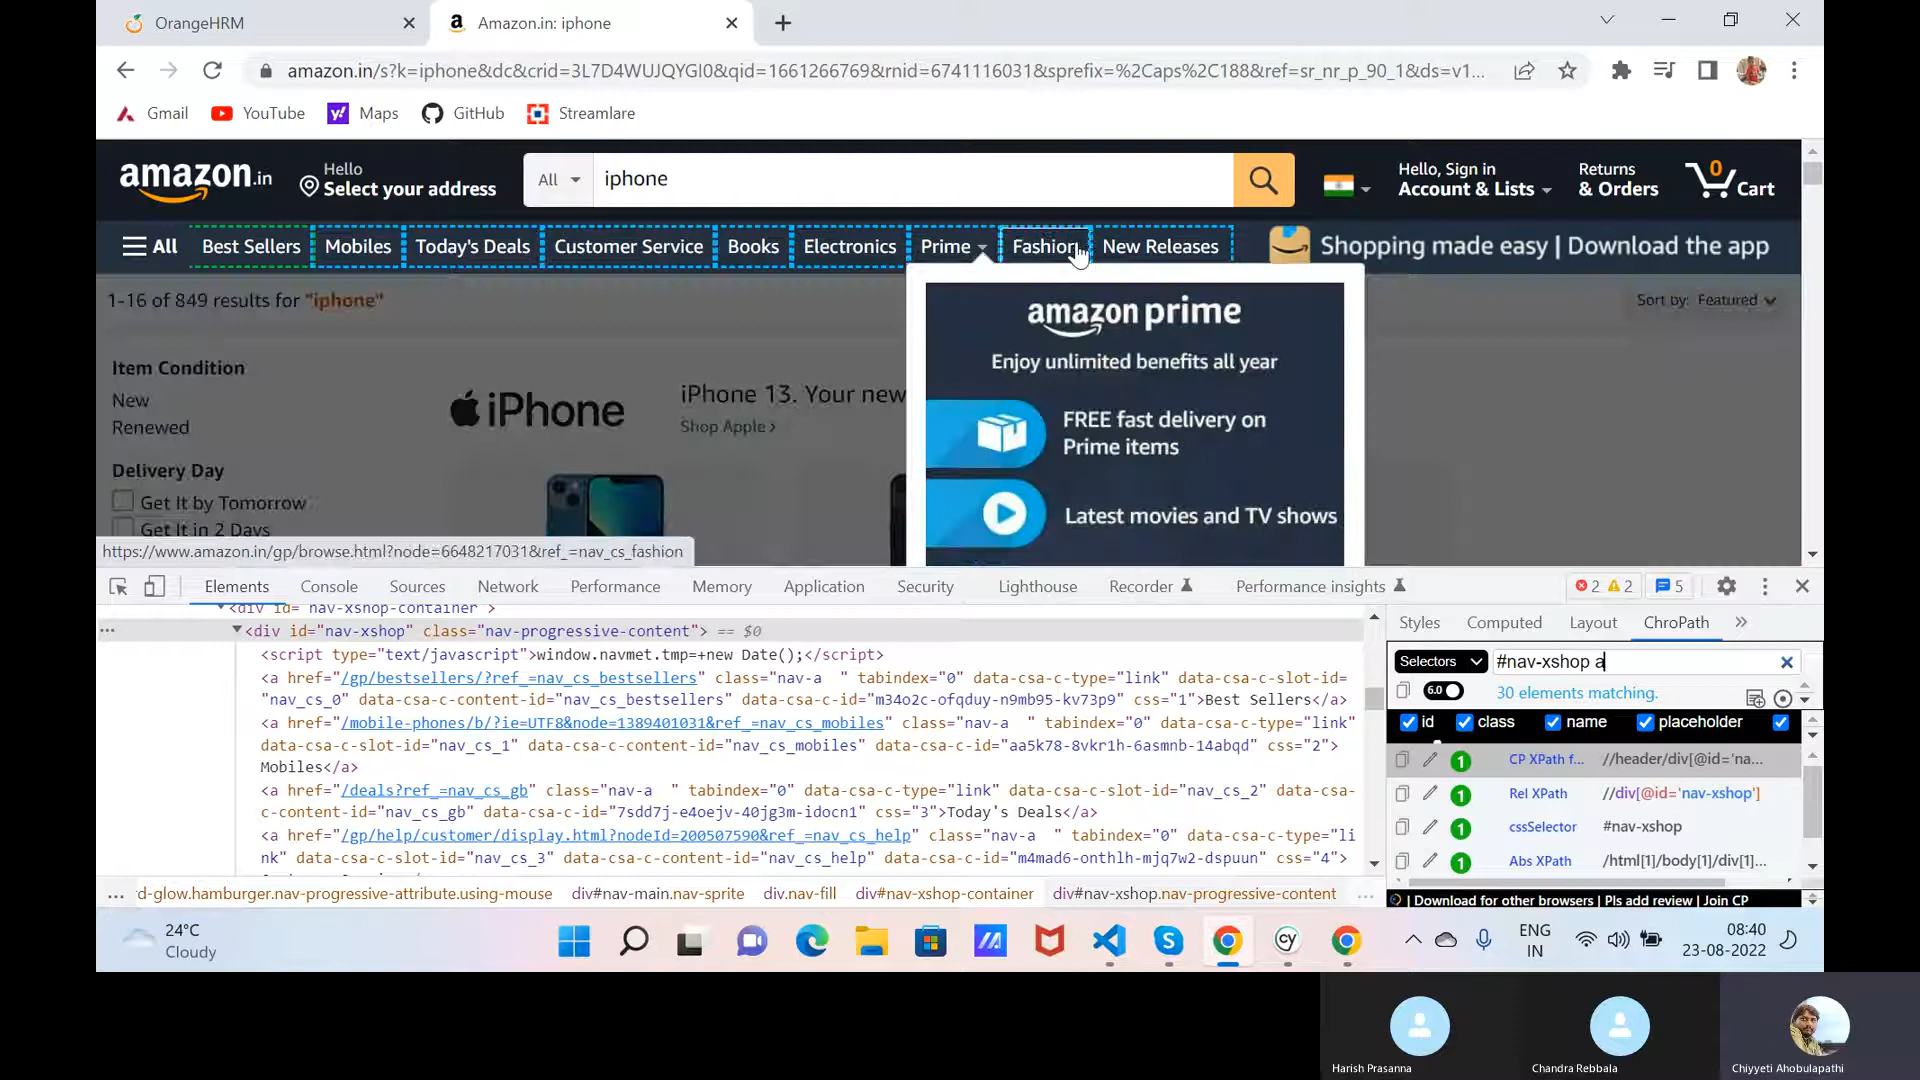 OrangeHRM
Amazon.in: iphone
amazon.in/s?k=iphone&dc&crid=3L7D4WUJQYGI0&qid=1661266769&rnid=6741116031&sprefix=%2Caps%2C188&ref=sr_nr_p_90_1&ds=v1...
Gmail YouTube Maps GitHub Streamlare
amazon.in
Hello
Select your address
All iphone
Hello, Sign in
Account & Lists
Returns
& Orders
0
Cart
All Best Sellers Mobiles Today's Deals Customer Service Books Electronics Prime Fashion New Releases
Shopping made easy | Download the app
1-16 of 849 results for "iphone"
Sort by: Featured
Item Condition
New
Renewed
Delivery Day
Get It by Tomorrow
Get It in 2 Days
iPhone
iPhone 13. Your new
Shop Apple ›
amazon prime
Enjoy unlimited benefits all year
FREE fast delivery on
Prime items
Latest movies and TV shows
https://www.amazon.in/gp/browse.html?node=6648217031&ref_=nav_cs_fashion
Elements Console Sources Network Performance Memory Application Security Lighthouse Recorder Performance insights 2 2 5
<div id="nav-xshop-container">
<div id="nav-xshop" class="nav-progressive-content"> == $0
<script type="text/javascript">window.navmet.tmp=+new Date();</script>
<a href="/gp/bestsellers/?ref_=nav_cs_bestsellers" class="nav-a  " tabindex="0" data-csa-c-type="link" data-csa-c-slot-id=
"nav_cs_0" data-csa-c-content-id="nav_cs_bestsellers" data-csa-c-id="m34o2c-ofqduy-n9mb95-kv73p9" css="1">Best Sellers</a>
<a href="/mobile-phones/b/?ie=UTF8&node=1389401031&ref_=nav_cs_mobiles" class="nav-a  " tabindex="0" data-csa-c-type="link"
data-csa-c-slot-id="nav_cs_1" data-csa-c-content-id="nav_cs_mobiles" data-csa-c-id="aa5k78-8vkr1h-6asmnb-14abqd" css="2">
Mobiles</a>
<a href="/deals?ref_=nav_cs_gb" class="nav-a  " tabindex="0" data-csa-c-type="link" data-csa-c-slot-id="nav_cs_2" data-csa-
c-content-id="nav_cs_gb" data-csa-c-id="7sdd7j-e4oejv-40jg3m-idocn1" css="3">Today's Deals</a>
<a href="/gp/help/customer/display.html?nodeId=200507590&ref_=nav_cs_help" class="nav-a  " tabindex="0" data-csa-c-type="li
nk" data-csa-c-slot-id="nav_cs_3" data-csa-c-content-id="nav_cs_help" data-csa-c-id="m4mad6-onthlh-mjq7w2-dspuun" css="4">
... d-glow.hamburger.nav-progressive-attribute.using-mouse div#nav-main.nav-sprite div.nav-fill div#nav-xshop-container div#nav-xshop.nav-progressive-content ...
Styles Computed Layout ChroPath
Selectors #nav-xshop a
6.0 30 elements matching.
id class name placeholder
1 CP XPath f... //header/div[@id='na...
1 Rel XPath //div[@id='nav-xshop']
1 cssSelector #nav-xshop
1 Abs XPath /html[1]/body[1]/div[1]...
| Download for other browsers | Pls add review | Join CP
24°C
Cloudy
ENG
IN
08:40
23-08-2022
Harish Prasanna
Chandra Rebbala
Chiyyeti Ahobulapathi